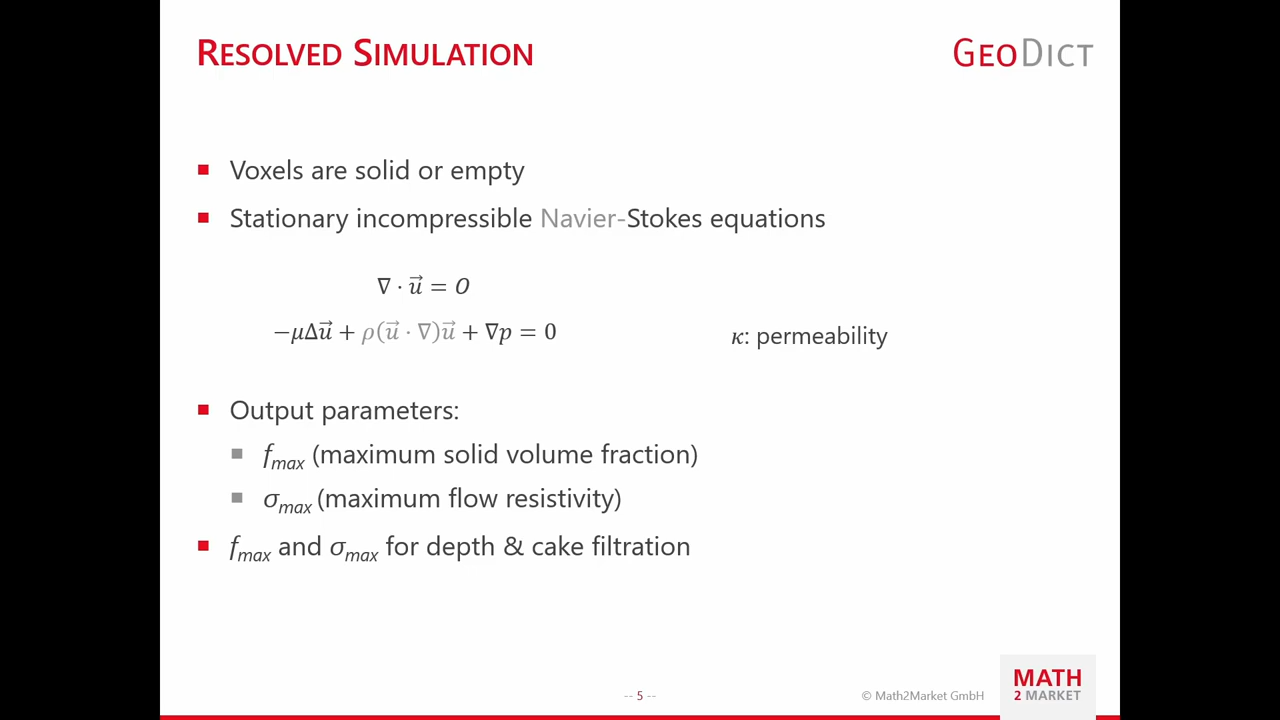 RESOLVED SIMULATION
GEODICT
Voxels are solid or empty
Stationary incompressible Navier-Stokes equations
∇ · u⃗ = O
−μΔu⃗ + ρ(u⃗ · ∇)u⃗ + ∇p = 0
κ: permeability
Output parameters:
f_max (maximum solid volume fraction)
σ_max (maximum flow resistivity)
f_max and σ_max for depth & cake filtration
-- 5 --
© Math2Market GmbH
MATH
2 MARKET